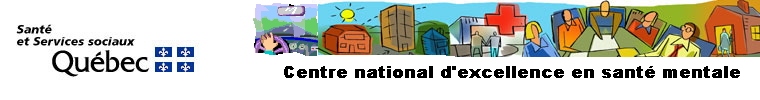 Santé
et Services sociaux
Québec
Centre national d'excellence en santé mentale